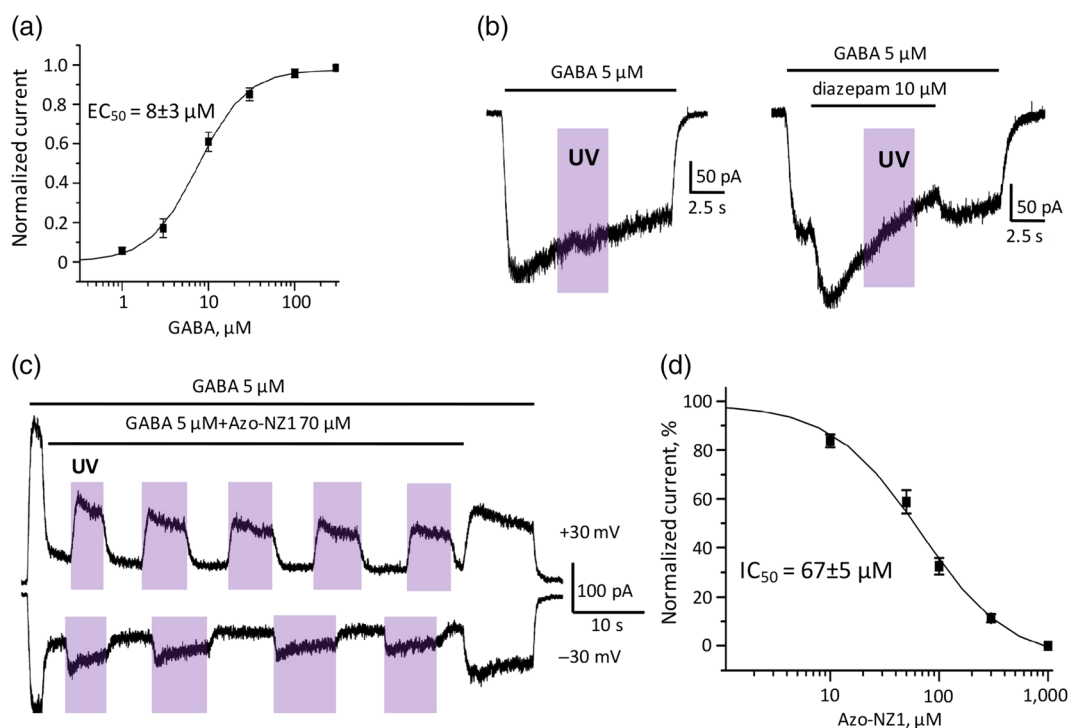 (a)
Normalized current
1.0
0.8
0.6
0.4
0.2
0
EC50 = 8±3 µM
1
10
100
GABA, µM
(b)
GABA 5 µM
UV
50 pA
2.5 s
GABA 5 µM
diazepam 10 µM
UV
50 pA
2.5 s
(c)
GABA 5 µM
GABA 5 µM+Azo-NZ1 70 µM
UV
+30 mV
100 pA
10 s
−30 mV
(d)
Normalized current, %
100
80
60
40
20
0
IC50 = 67±5 µM
10
100
1,000
Azo-NZ1, µM